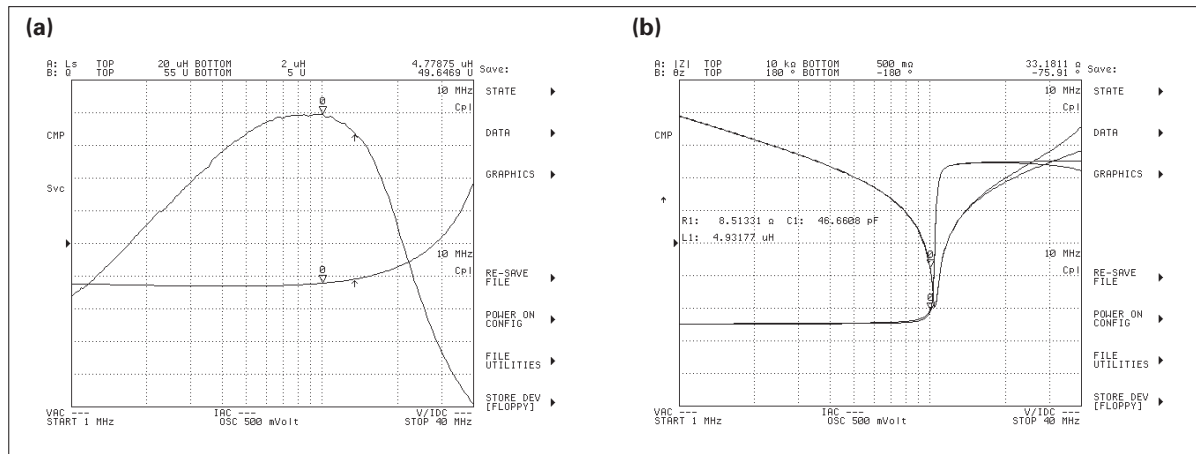 (a)
A: Ls TOP 20 uH BOTTOM 2 uH 4.77875 uH
B: Q TOP 55 U BOTTOM 5 U 49.6469 U
Save:
10 MHz
Cpl
CMP
Svc
0
0
10 MHz
Cpl
STATE
DATA
GRAPHICS
RE-SAVE
FILE
POWER ON
CONFIG
FILE
UTILITIES
STORE DEV
[FLOPPY]
VAC --- IAC --- V/IDC ---
START 1 MHz OSC 500 mVolt STOP 40 MHz
(b)
A: |Z| TOP 10 kΩ BOTTOM 500 mΩ 33.1811 Ω
B: θz TOP 180 ° BOTTOM -180 ° -75.91 °
Save:
10 MHz
Cpl
CMP
R1: 8.51331 Ω C1: 46.6608 pF
L1: 4.93177 uH
0
0
10 MHz
Cpl
STATE
DATA
GRAPHICS
RE-SAVE
FILE
POWER ON
CONFIG
FILE
UTILITIES
STORE DEV
[FLOPPY]
VAC --- IAC --- V/IDC ---
START 1 MHz OSC 500 mVolt STOP 40 MHz